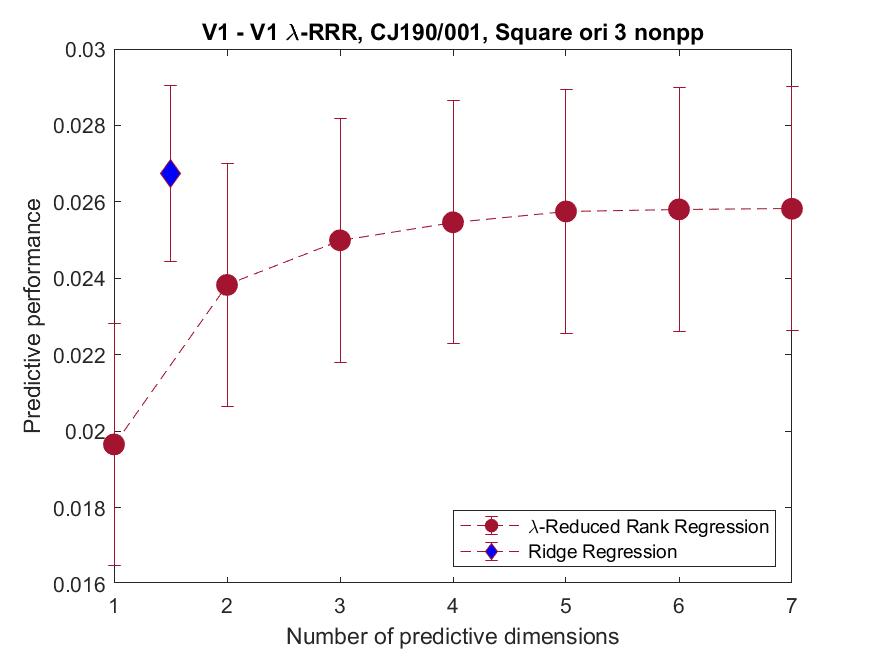 V1 - V1 λ-RRR, CJ190/001, Square ori 3 nonpp
Predictive performance
0.03
0.028
0.026
0.024
0.022
0.02
0.018
0.016
1 2 3 4 5 6 7
Number of predictive dimensions
λ-Reduced Rank Regression
Ridge Regression